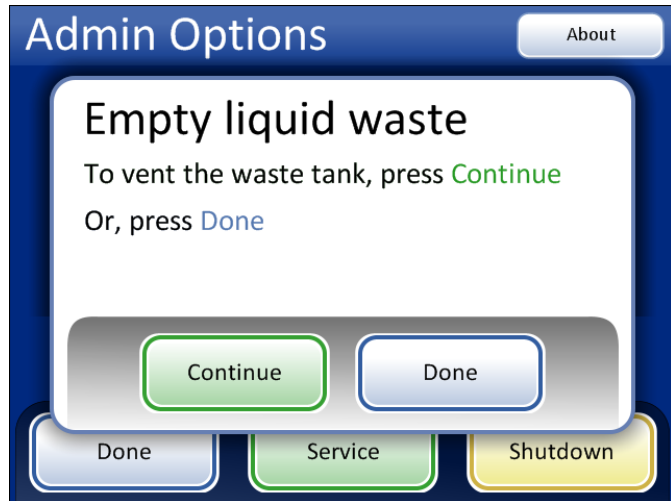 Admin Options
About
Empty liquid waste
To vent the waste tank, press Continue
Or, press Done
Continue
Done
Done
Service
Shutdown